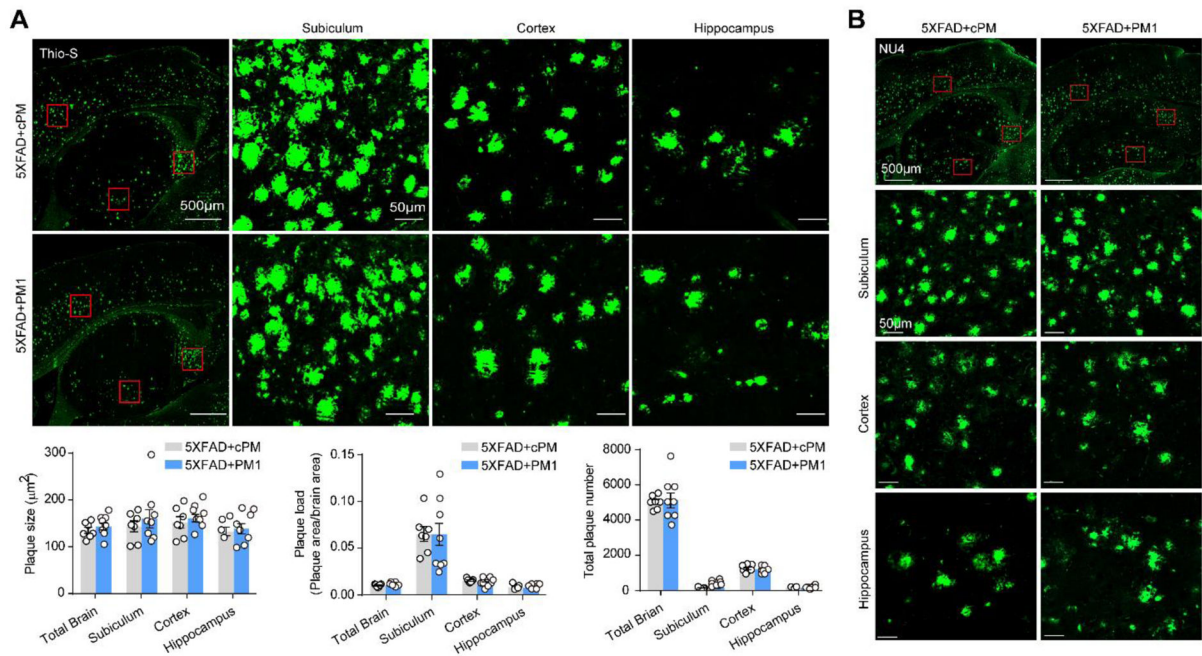 A
Subiculum
Cortex
Hippocampus
Thio-S
5XFAD+cPM
500μm
50μm
5XFAD+PM1
300
200
100
0
Plaque size (μm²)
5XFAD+cPM
5XFAD+PM1
Total Brain
Subiculum
Cortex
Hippocampus
0.15
0.10
0.05
0.00
Plaque load
(Plaque area/brain area)
5XFAD+cPM
5XFAD+PM1
Total Brain
Subiculum
Cortex
Hippocampus
8000
6000
4000
2000
0
Total plaque number
5XFAD+cPM
5XFAD+PM1
Total Brian
Subiculum
Cortex
Hippocampus
B
5XFAD+cPM
5XFAD+PM1
NU4
500μm
Subiculum
50μm
Cortex
Hippocampus